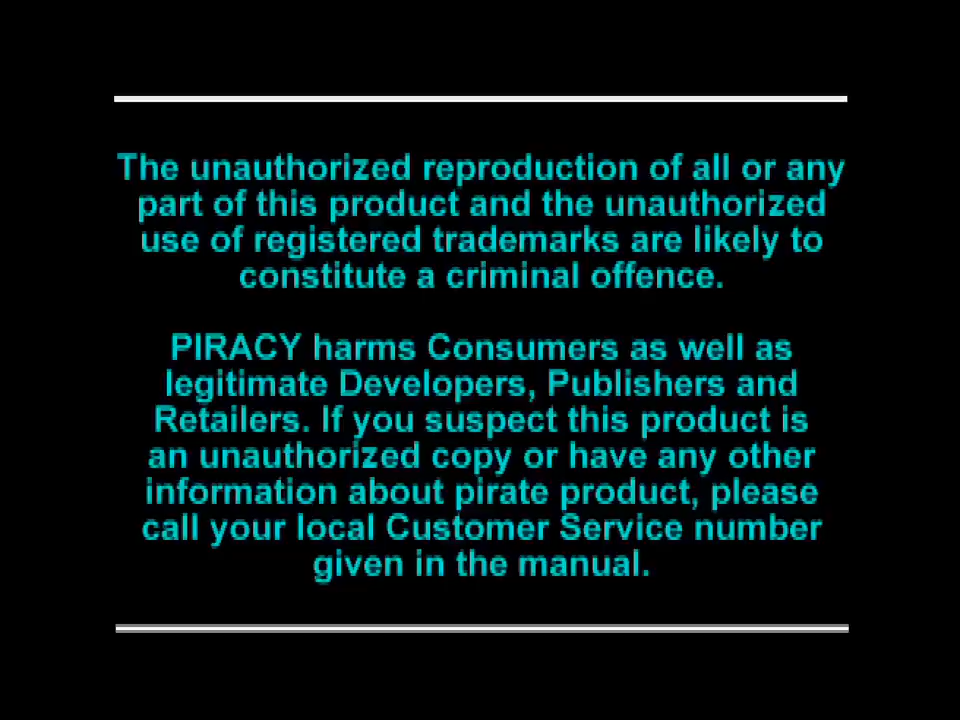 The unauthorized reproduction of all or any
part of this product and the unauthorized
use of registered trademarks are likely to
constitute a criminal offence.
PIRACY harms Consumers as well as
legitimate Developers, Publishers and
Retailers. If you suspect this product is
an unauthorized copy or have any other
information about pirate product, please
call your local Customer Service number
given in the manual.